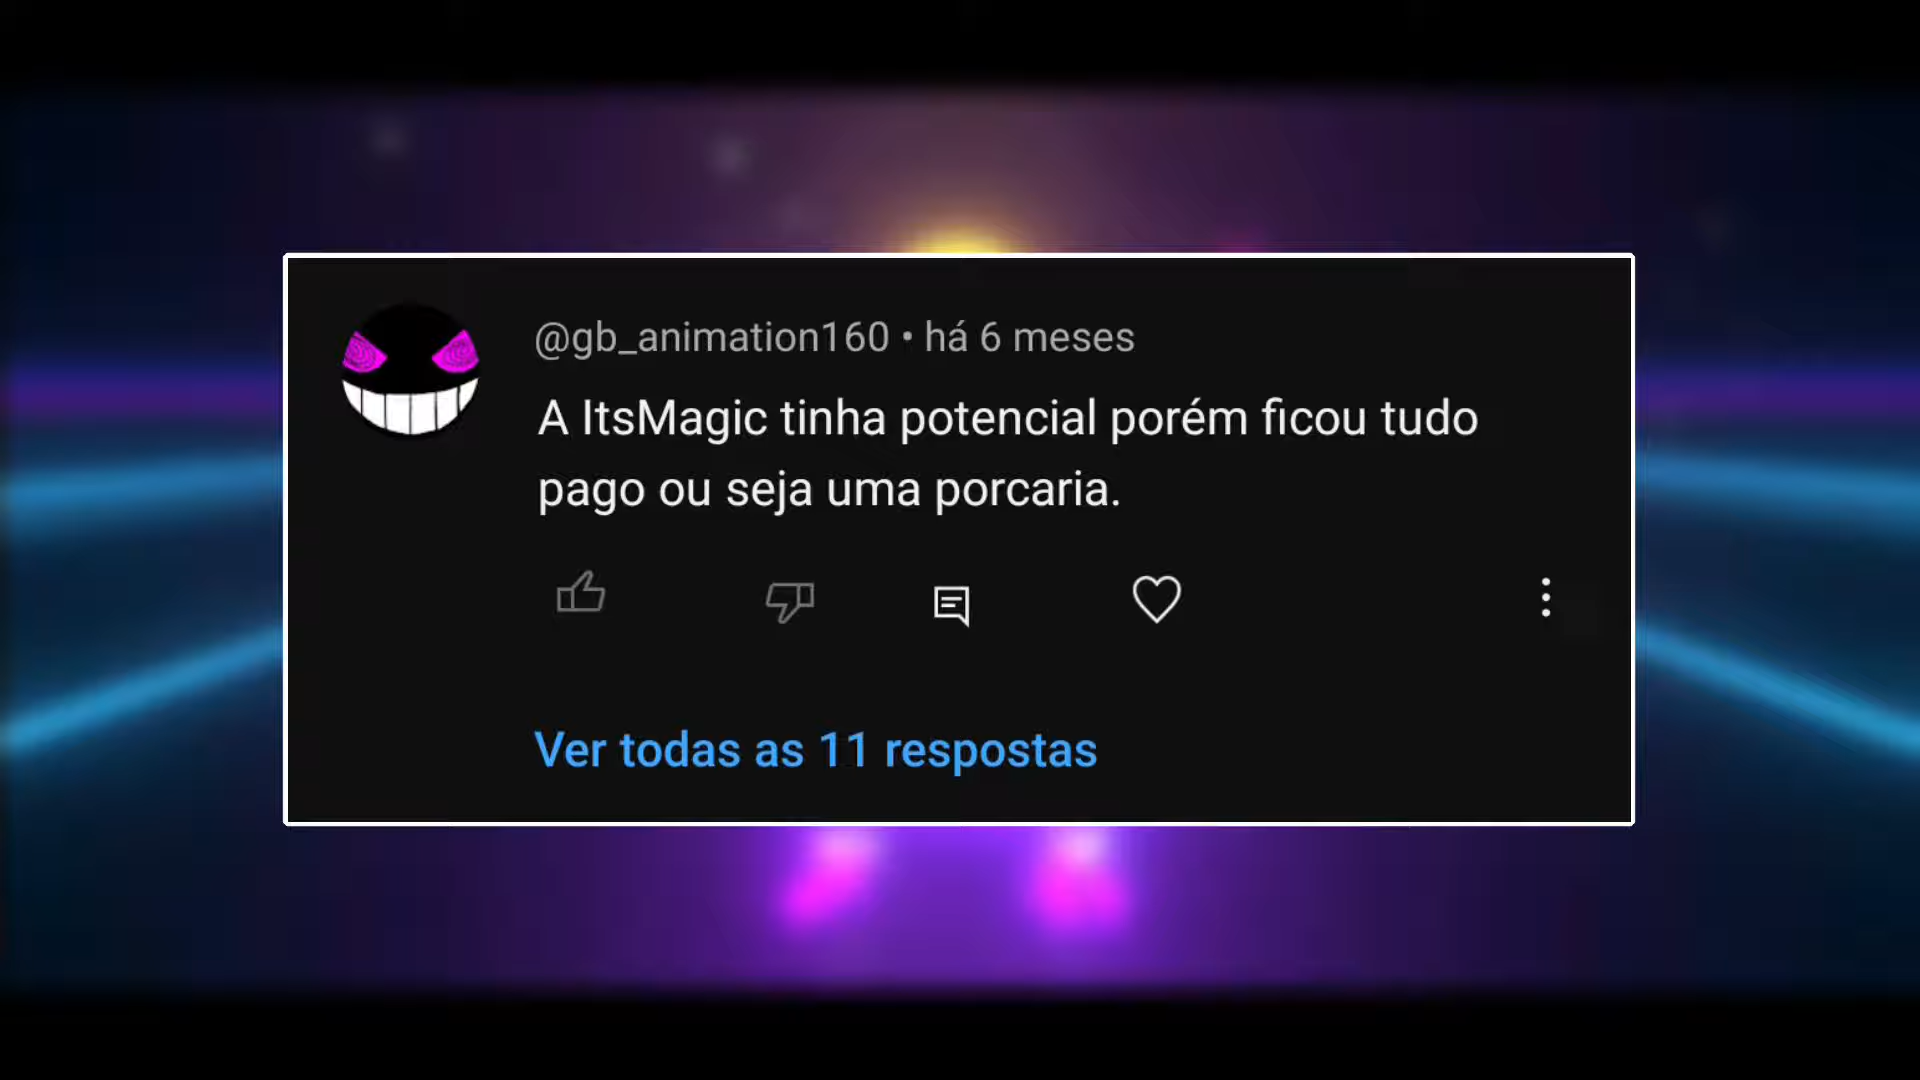 @gb_animation160 • há 6 meses
A ItsMagic tinha potencial porém ficou tudo
pago ou seja uma porcaria.
Ver todas as 11 respostas